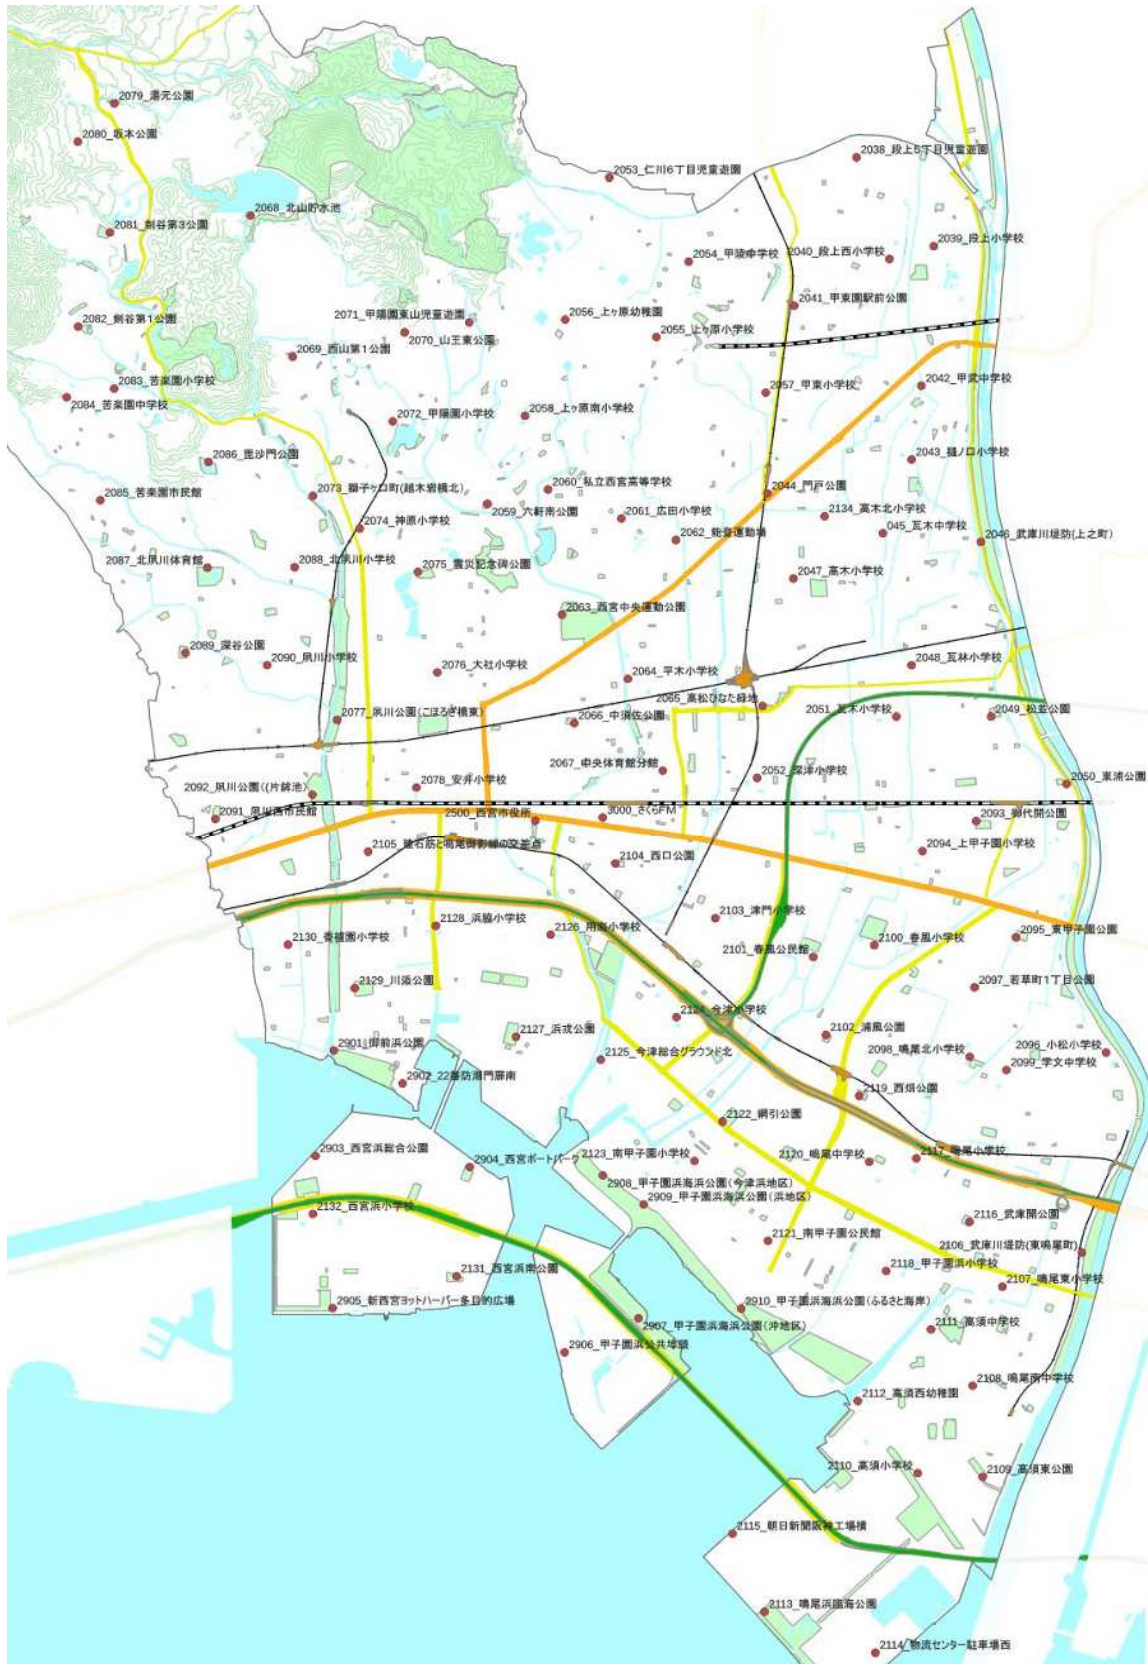 2079_湯元公園
2080_坂本公園
2038_段上5丁目児童遊園
2053_仁川6丁目児童遊園
2068_北山貯水池
2081_剣谷第3公園
2039_段上小学校
2054_甲陵中学校
2040_段上西小学校
2041_甲東園駅前公園
2082_剣谷第1公園
2071_甲陽園東山児童遊園
2056_上ヶ原幼稚園
2070_山王東公園
2055_上ヶ原小学校
2069_西山第1公園
2083_苦楽園小学校
2084_苦楽園中学校
2057_甲東小学校
2042_甲武中学校
2072_甲陽園小学校
2058_上ヶ原南小学校
2086_毘沙門公園
2043_樋ノ口小学校
2085_苦楽園市民館
2073_獅子ヶ口町(越木岩橋北)
2060_私立西宮高等学校
2044_門戸公園
2059_六軒南公園
2061_広田小学校
2134_高木北小学校
2074_神原小学校
2062_能登運動場
045_瓦木中学校
2046_武庫川堤防(上之町)
2087_北夙川体育館
2088_北夙川小学校
2075_震災記念碑公園
2047_高木小学校
2063_西宮中央運動公園
2089_深谷公園
2090_夙川小学校
2076_大社小学校
2064_平木小学校
2048_瓦林小学校
2065_高松ひなた緑地
2077_夙川公園(こほろぎ橋東)
2066_中須佐公園
2051_瓦木小学校
2049_松並公園
2067_中央体育館分館
2052_深津小学校
2078_安井小学校
2050_東浦公園
2092_夙川公園((片鉾池)
2091_夙川西市民館
2500_西宮市役所
3000_さくらFM
2093_御代開公園
2105_建石筋と鳴尾御影線の交差点
2104_西口公園
2094_上甲子園小学校
2103_津門小学校
2128_浜脇小学校
2126_用海小学校
2130_香櫨園小学校
2101_春風公民館
2100_春風小学校
2095_東甲子園公園
2129_川添公園
2097_若草町1丁目公園
2124_今津小学校
2127_浜戎公園
2102_浦風公園
2901_御前浜公園
2125_今津総合グラウンド北
2098_鳴尾北小学校
2096_小松小学校
2099_学文中学校
2902_22番防潮門扉南
2119_西畑公園
2122_網引公園
2903_西宮浜総合公園
2904_西宮ボートパーク
2123_南甲子園小学校
2120_鳴尾中学校
2117_鳴尾小学校
2908_甲子園浜海浜公園(今津浜地区)
2909_甲子園浜海浜公園(浜地区)
2132_西宮浜小学校
2116_武庫開公園
2121_南甲子園公民館
2106_武庫川堤防(東鳴尾町)
2131_西宮浜南公園
2118_甲子園浜小学校
2107_鳴尾東小学校
2905_新西宮ヨットハーバー多目的広場
2910_甲子園浜海浜公園(ふるさと海岸)
2907_甲子園浜海浜公園(沖地区)
2111_高須中学校
2906_甲子園浜公共埠頭
2108_鳴尾南中学校
2112_高須西幼稚園
2110_高須小学校
2109_高須東公園
2115_朝日新聞阪神工場横
2113_鳴尾浜臨海公園
2114_物流センター駐車場西